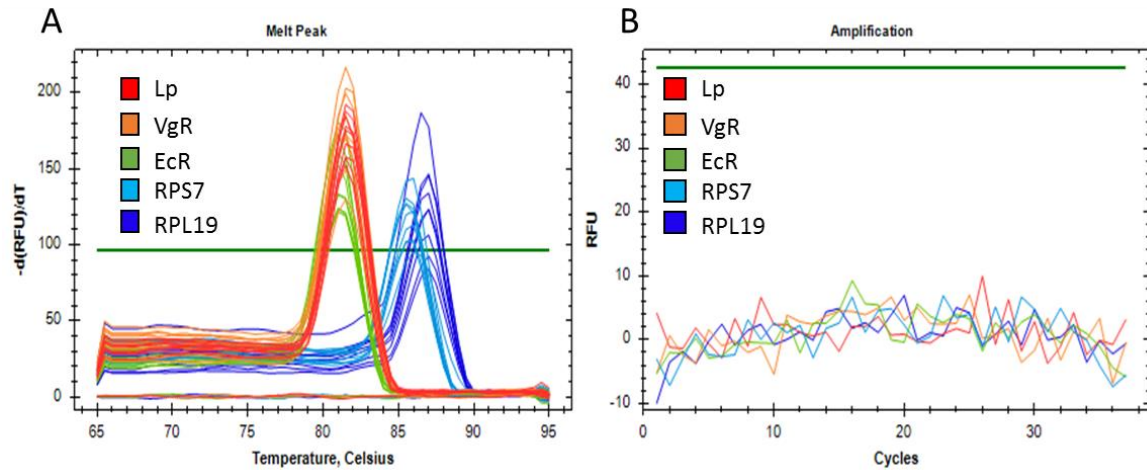 A
Melt Peak
200
150
100
50
0
-d(RFU)/dT
Lp
VgR
EcR
RPS7
RPL19
65
70
75
80
85
90
95
Temperature, Celsius
B
Amplification
40
30
20
10
0
-10
RFU
Lp
VgR
EcR
RPS7
RPL19
0
10
20
30
Cycles